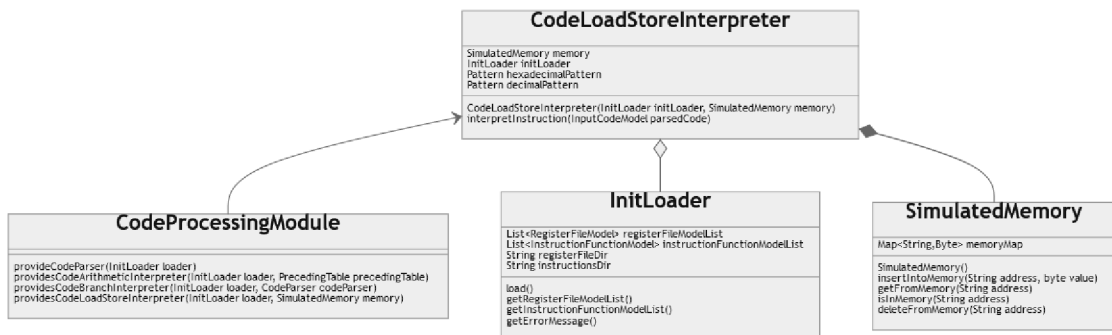 CodeLoadStoreInterpreter
SimulatedMemory memory
InitLoader initLoader
Pattern hexadecimalPattern
Pattern decimalPattern
CodeLoadStoreInterpreter(InitLoader initLoader, SimulatedMemory memory)
interpretInstruction(InputCodeModel parsedCode)
CodeProcessingModule
provideCodeParser(InitLoader loader)
providesCodeArithmeticInterpreter(InitLoader loader, PrecedingTable precedingTable)
providesCodeBranchInterpreter(InitLoader loader, CodeParser codeParser)
providesCodeLoadStoreInterpreter(InitLoader loader, SimulatedMemory memory)
InitLoader
List<RegisterFileModel> registerFileModelList
List<InstructionFunctionModel> instructionFunctionModelList
String registerFileDir
String instructionsDir
load()
getRegisterFileModelList()
getInstructionFunctionModelList()
getErrorMessage()
SimulatedMemory
Map<String,Byte> memoryMap
SimulatedMemory()
insertIntoMemory(String address, byte value)
getFromMemory(String address)
isInMemory(String address)
deleteFromMemory(String address)